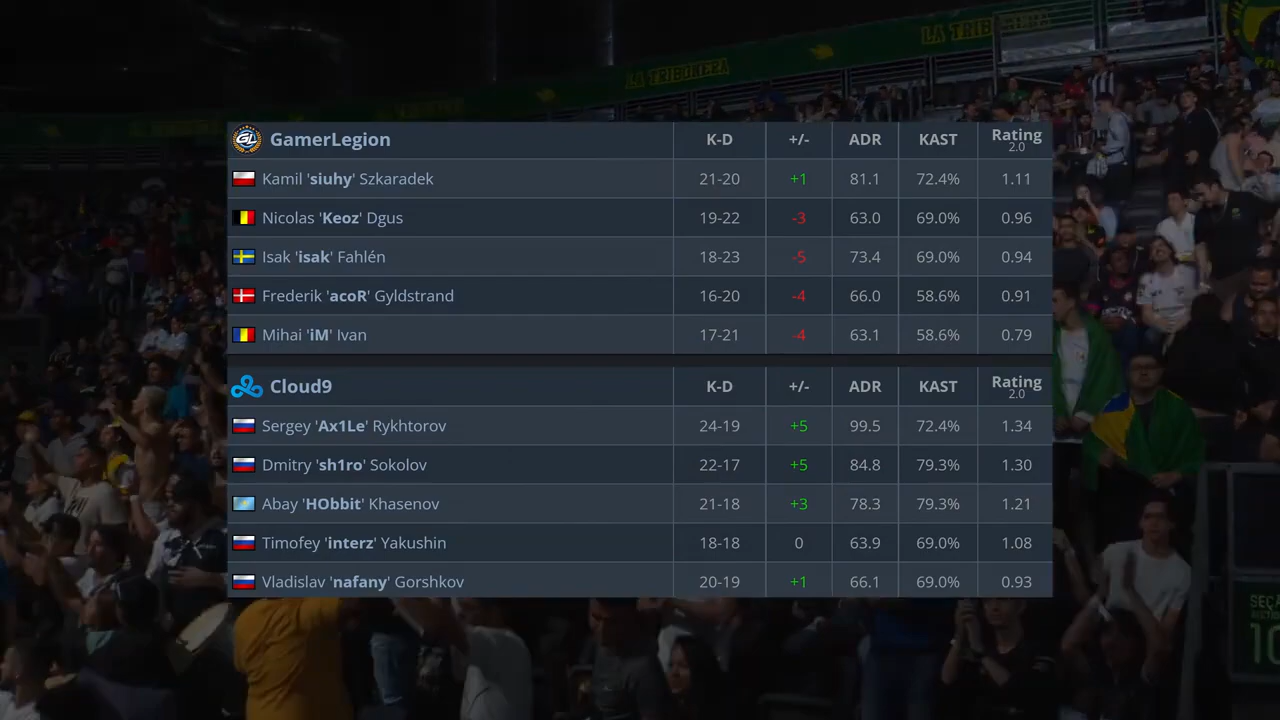 LA TRIBONERA
LA TRIBONERA
GamerLegion K-D +/- ADR KAST Rating 2.0
Kamil 'siuhy' Szkaradek 21-20 +1 81.1 72.4% 1.11
Nicolas 'Keoz' Dgus 19-22 -3 63.0 69.0% 0.96
Isak 'isak' Fahlén 18-23 -5 73.4 69.0% 0.94
Frederik 'acoR' Gyldstrand 16-20 -4 66.0 58.6% 0.91
Mihai 'iM' Ivan 17-21 -4 63.1 58.6% 0.79
Cloud9 K-D +/- ADR KAST Rating 2.0
Sergey 'Ax1Le' Rykhtorov 24-19 +5 99.5 72.4% 1.34
Dmitry 'sh1ro' Sokolov 22-17 +5 84.8 79.3% 1.30
Abay 'HObbit' Khasenov 21-18 +3 78.3 79.3% 1.21
Timofey 'interz' Yakushin 18-18 0 63.9 69.0% 1.08
Vladislav 'nafany' Gorshkov 20-19 +1 66.1 69.0% 0.93